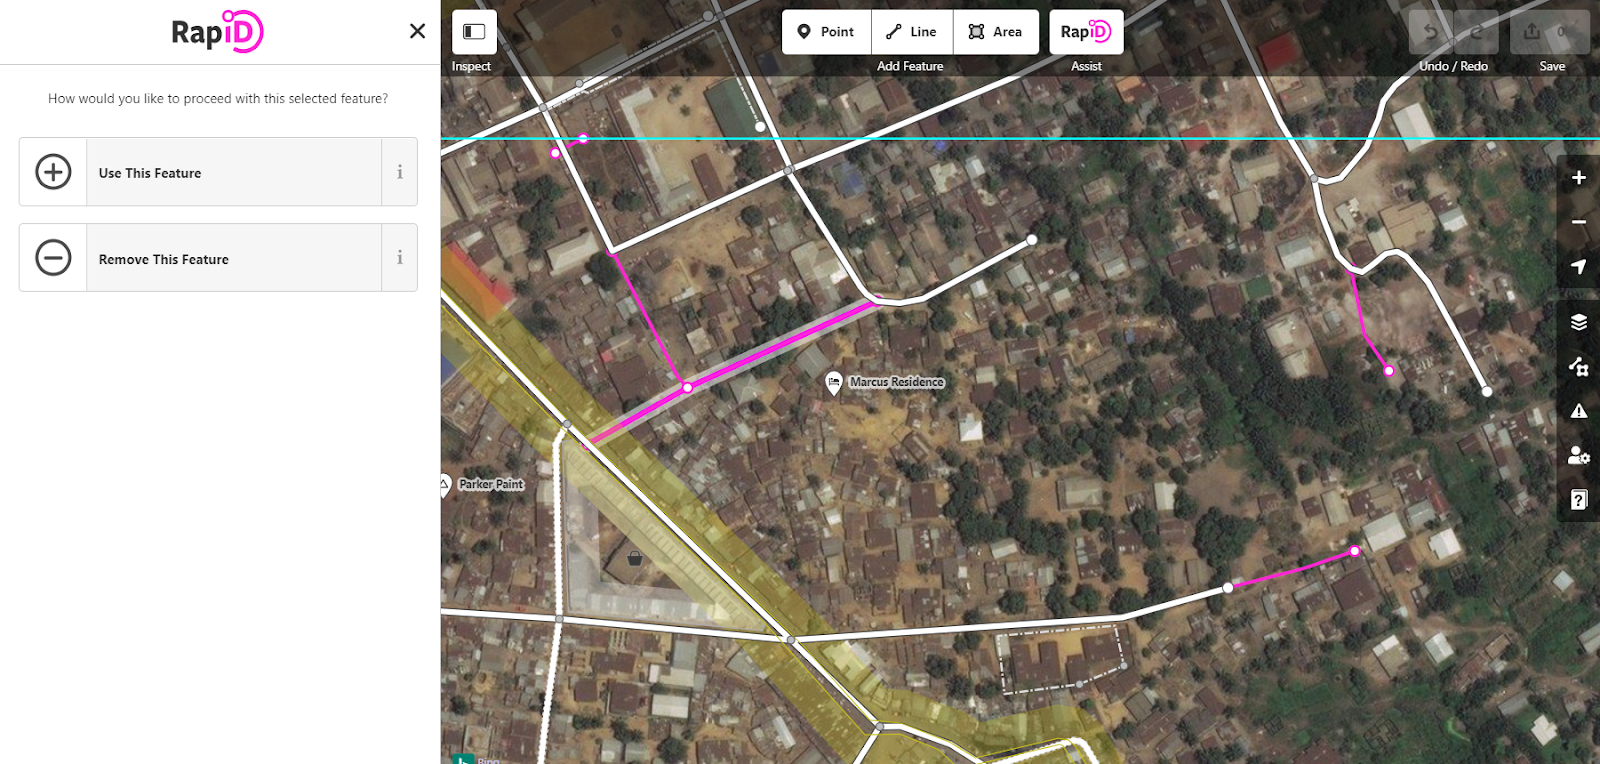 RapiD
How would you like to proceed with this selected feature?
Use This Feature
i
Remove This Feature
i
Inspect
Point
Line
Area
Add Feature
RapiD
Assist
Undo / Redo
Save
Marcus Residence
Parker Paint
Bing